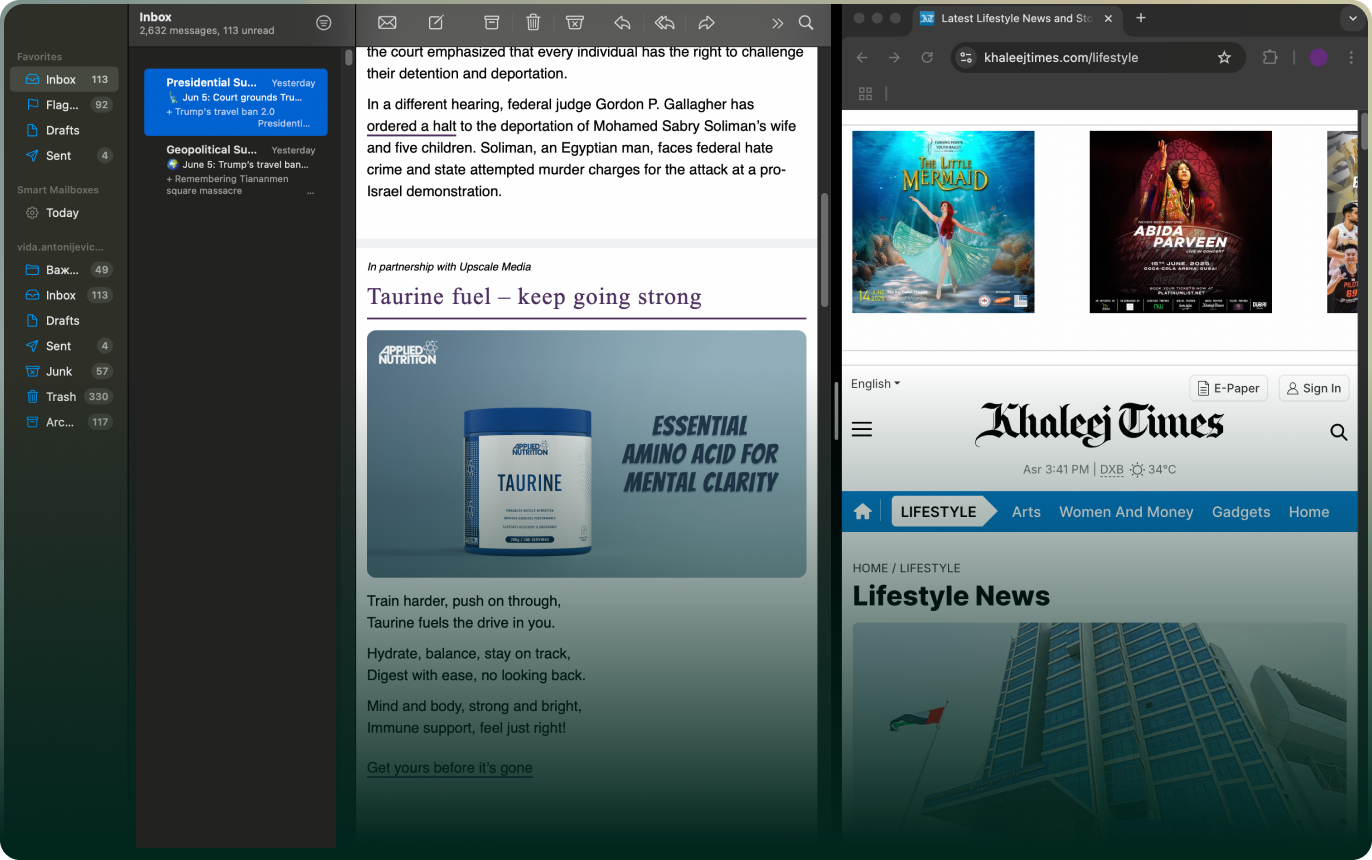 Favorites
Inbox 113
Flag... 92
Drafts
Sent 4
Smart Mailboxes
Today
vida.antonijevic...
Важ... 49
Inbox 113
Drafts
Sent 4
Junk 57
Trash 330
Arc... 117
Inbox
2,632 messages, 113 unread
Presidential Su... Yesterday
Jun 5: Court grounds Tru...
+ Trump's travel ban 2.0
Presidenti...
Geopolitical Su... Yesterday
June 5: Trump's travel ban...
+ Remembering Tiananmen
square massacre ...
the court emphasized that every individual has the right to challenge
their detention and deportation.
In a different hearing, federal judge Gordon P. Gallagher has
ordered a halt to the deportation of Mohamed Sabry Soliman's wife
and five children. Soliman, an Egyptian man, faces federal hate
crime and state attempted murder charges for the attack at a pro-
Israel demonstration.
In partnership with Upscale Media
Taurine fuel – keep going strong
APPLIED
NUTRITION
APPLIED
NUTRITION
TAURINE
ESSENTIAL
AMINO ACID FOR
MENTAL CLARITY
Train harder, push on through,
Taurine fuels the drive in you.
Hydrate, balance, stay on track,
Digest with ease, no looking back.
Mind and body, strong and bright,
Immune support, feel just right!
Get yours before it's gone
Latest Lifestyle News and Sto
khaleejtimes.com/lifestyle
THE LITTLE
MERMAID
14 JUNE
2025
ABIDA
PARVEEN
LIVE IN CONCERT
15TH JUNE, 2025
COCA-COLA ARENA, DUBAI
BOOK YOUR TICKETS NOW AT
PLATINUMLIST.NET
English
E-Paper
Sign In
Khaleej Times
Asr 3:41 PM | DXB 34°C
LIFESTYLE Arts Women And Money Gadgets Home
HOME / LIFESTYLE
Lifestyle News